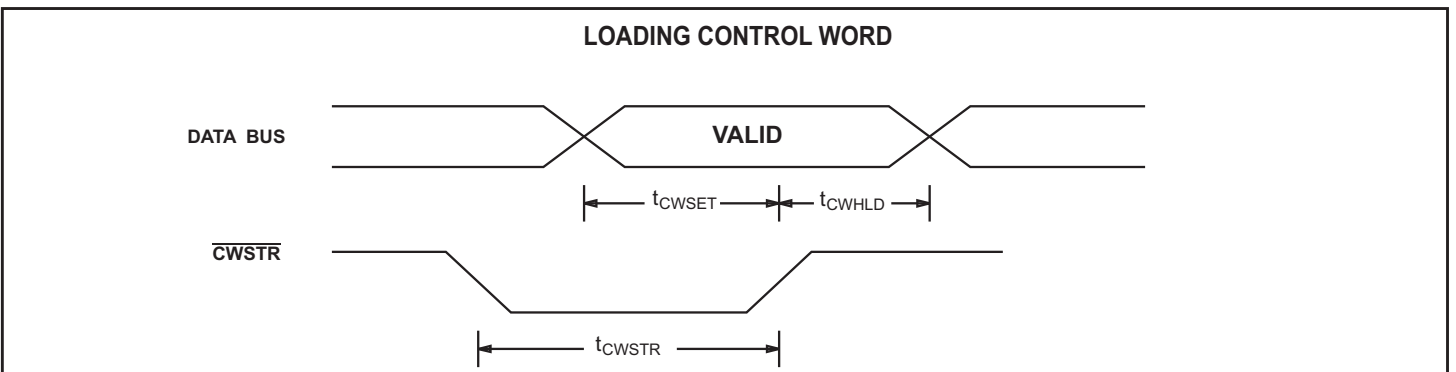 LOADING CONTROL WORD
DATA BUS
VALID
tCWSET
tCWHLD
CWSTR
tCWSTR